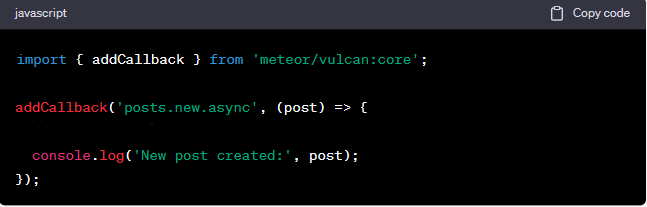 javascript
Copy code
import { addCallback } from 'meteor/vulcan:core';
addCallback('posts.new.async', (post) => {
console.log('New post created:', post);
});